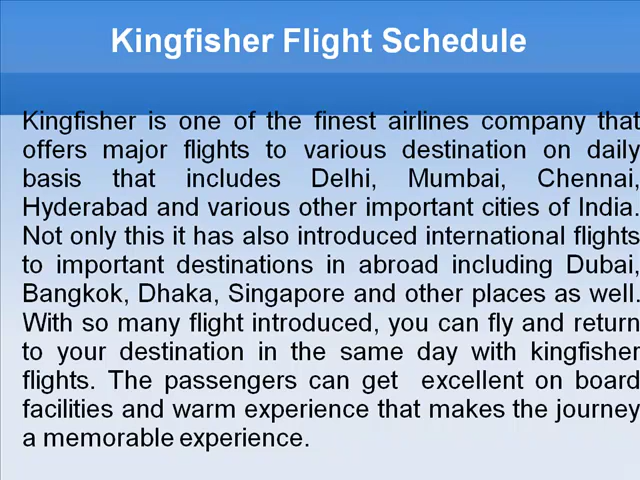 Kingfisher Flight Schedule
Kingfisher is one of the finest airlines company that
offers major flights to various destination on daily
basis that includes Delhi, Mumbai, Chennai,
Hyderabad and various other important cities of India.
Not only this it has also introduced international flights
to important destinations in abroad including Dubai,
Bangkok, Dhaka, Singapore and other places as well.
With so many flight introduced, you can fly and return
to your destination in the same day with kingfisher
flights. The passengers can get excellent on board
facilities and warm experience that makes the journey
a memorable experience.